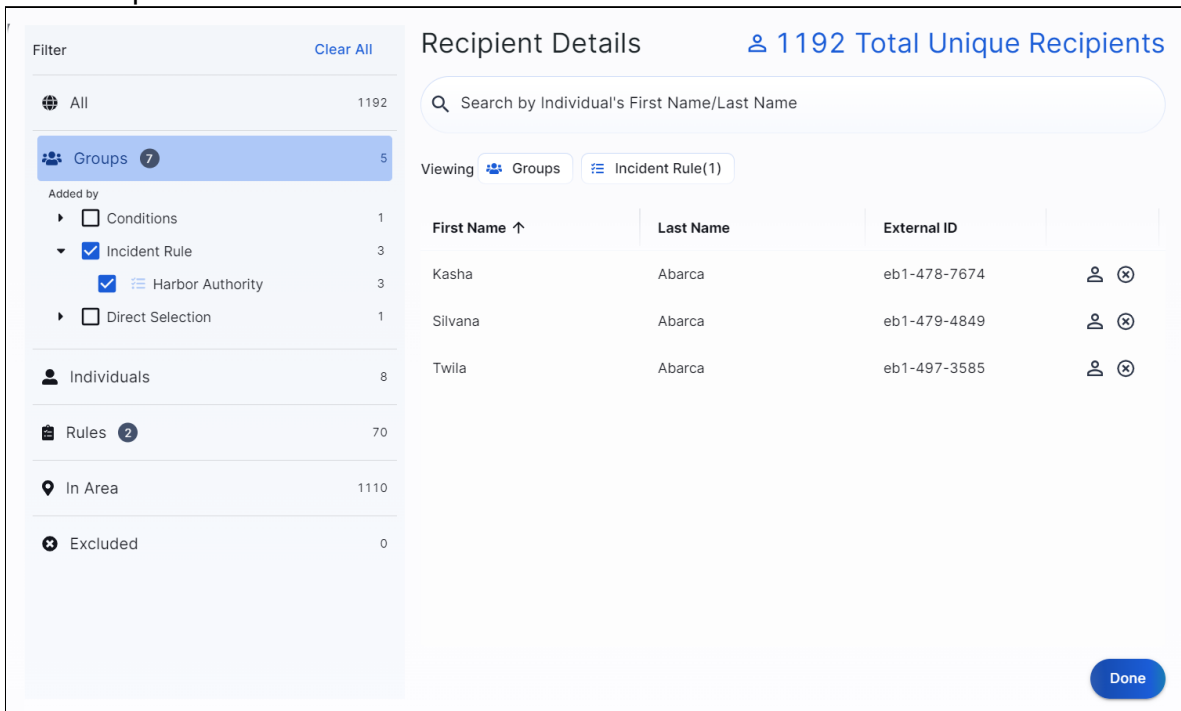 Filter Clear All
All 1192
Groups 7 5
Added by
Conditions 1
Incident Rule 3
Harbor Authority 3
Direct Selection 1
Individuals 8
Rules 2 70
In Area 1110
Excluded 0
Recipient Details 1192 Total Unique Recipients
Search by Individual's First Name/Last Name
Viewing Groups Incident Rule(1)
First Name ↑ Last Name External ID
Kasha Abarca eb1-478-7674
Silvana Abarca eb1-479-4849
Twila Abarca eb1-497-3585
Done